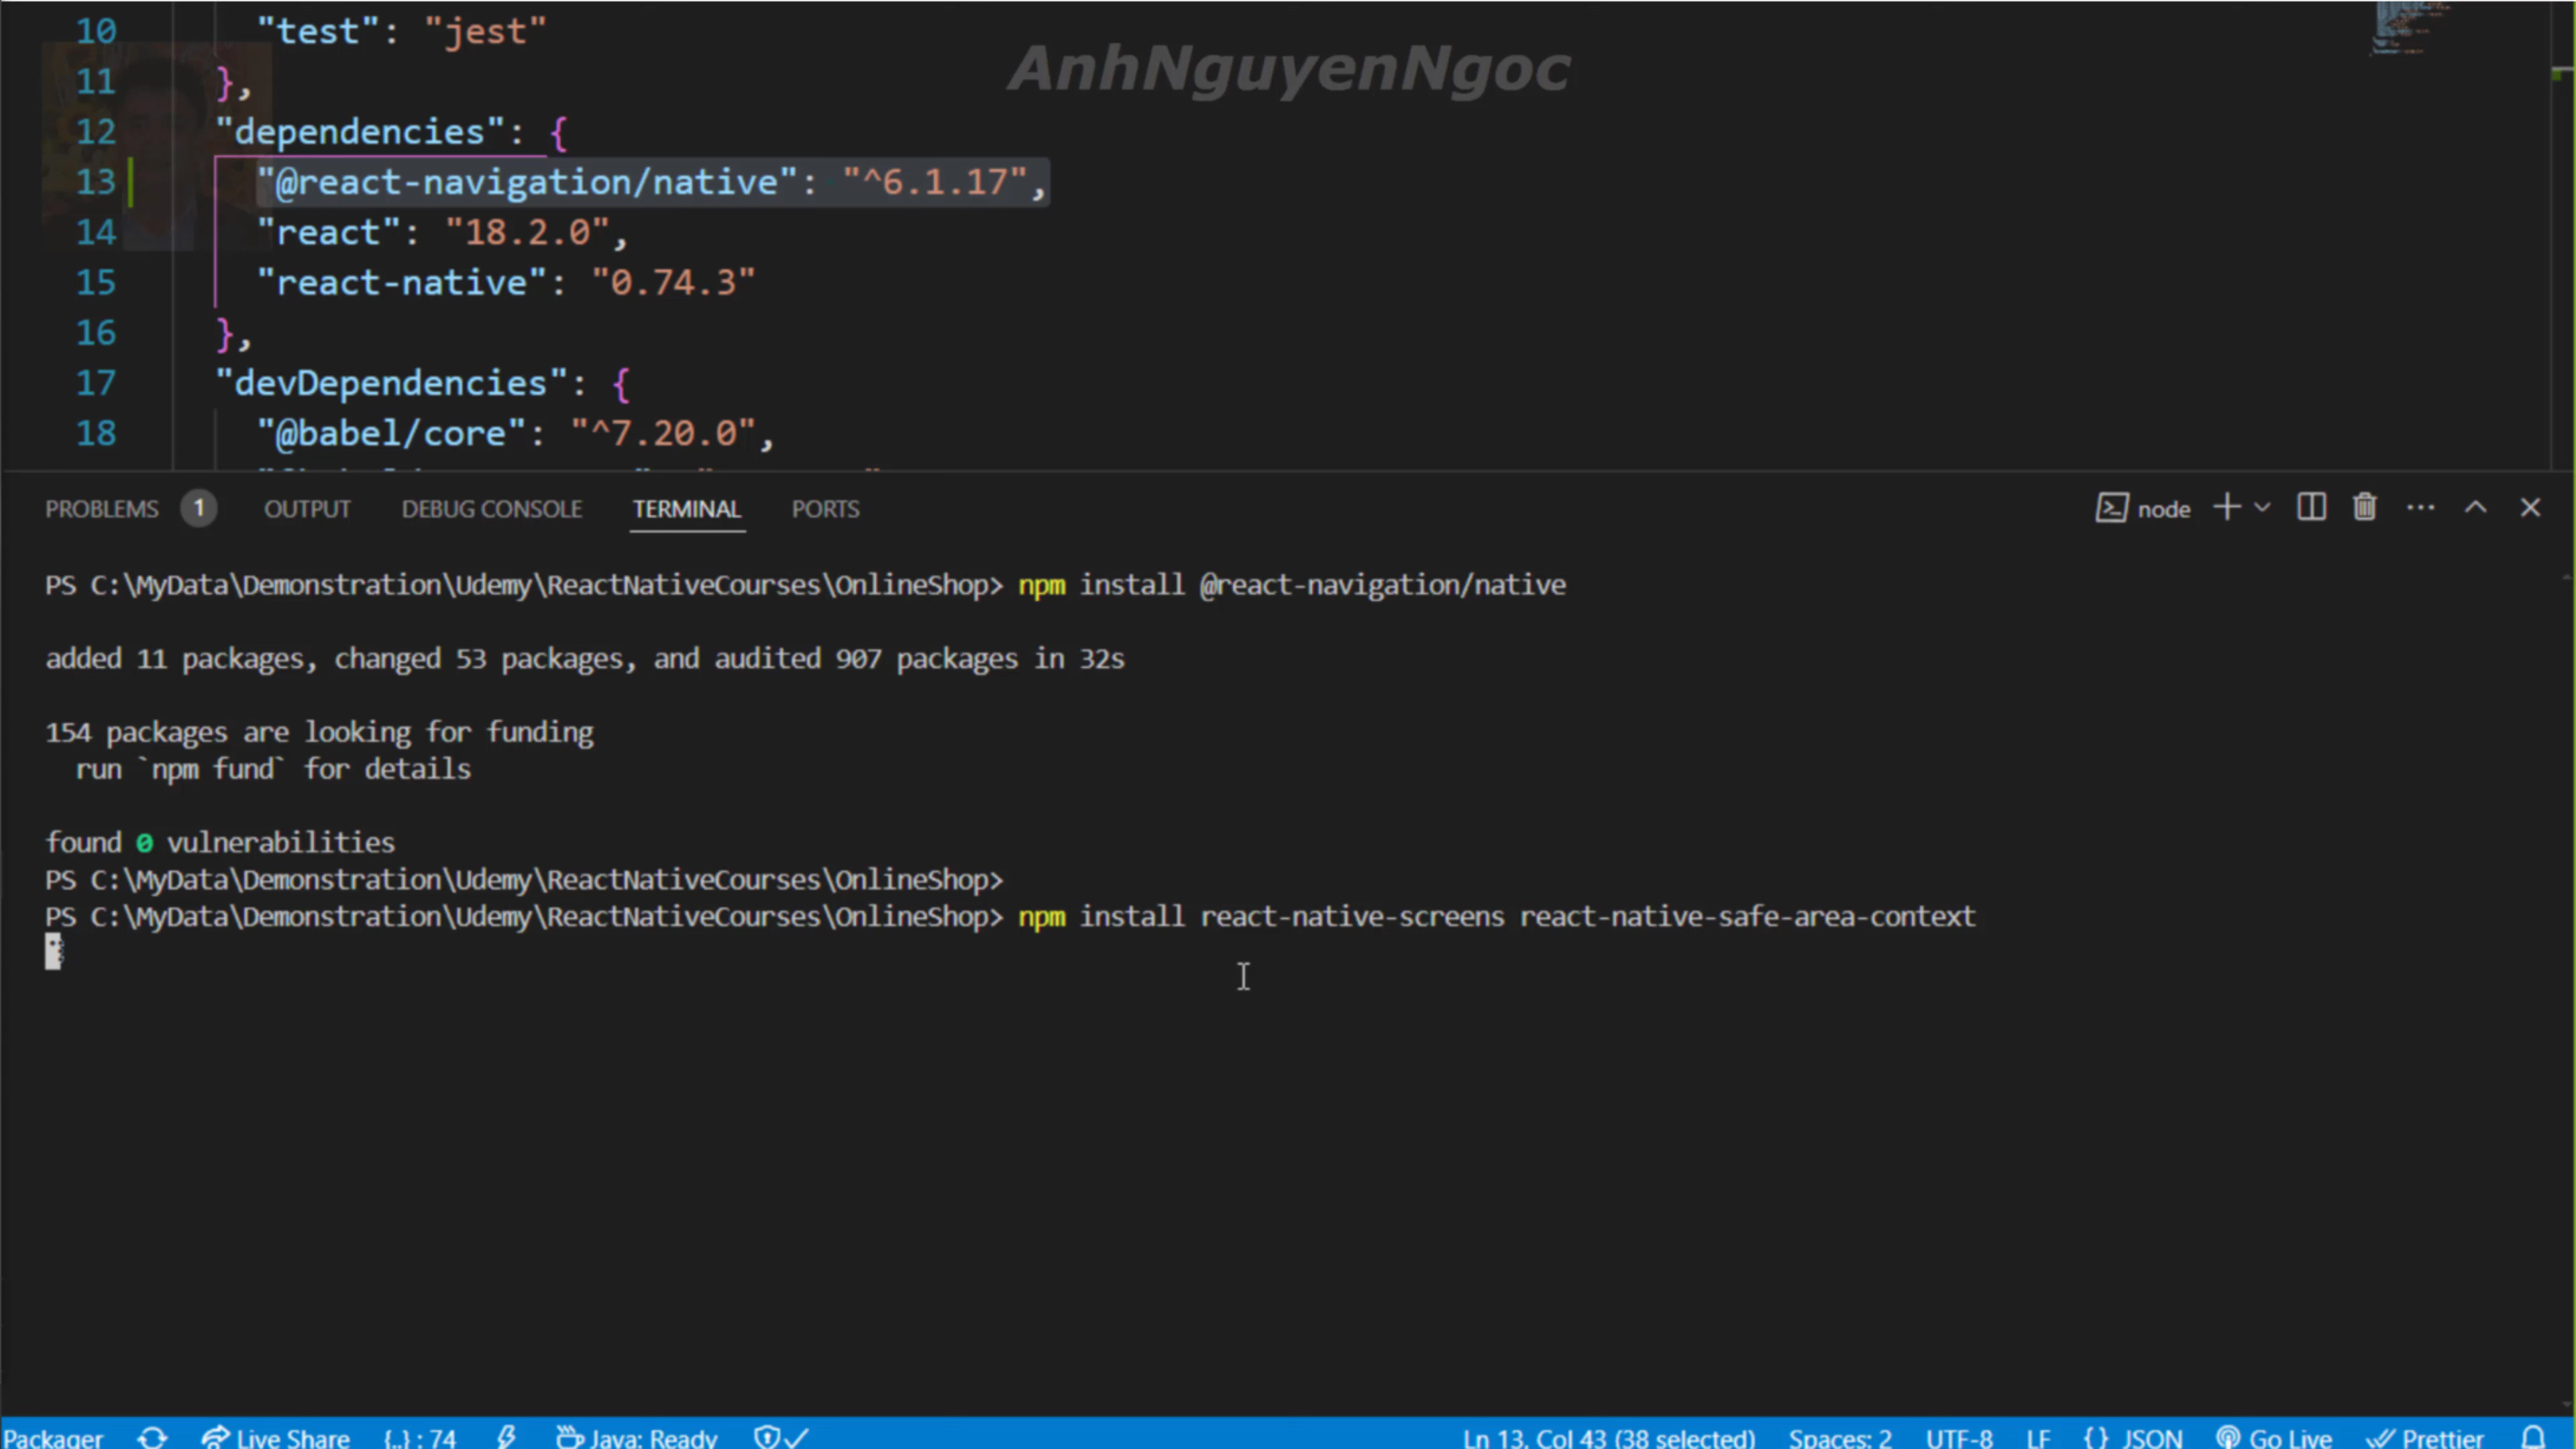 10 "test": "jest"
AnhNguyenNgoc
11 },
12 "dependencies": {
13 "@react-navigation/native": "^6.1.17",
14 "react": "18.2.0",
15 "react-native": "0.74.3"
16 },
17 "devDependencies": {
18 "@babel/core": "^7.20.0",
PROBLEMS 1 OUTPUT DEBUG CONSOLE TERMINAL PORTS node
PS C:\MyData\Demonstration\Udemy\ReactNativeCourses\OnlineShop> npm install @react-navigation/native
added 11 packages, changed 53 packages, and audited 907 packages in 32s
154 packages are looking for funding
run `npm fund` for details
found 0 vulnerabilities
PS C:\MyData\Demonstration\Udemy\ReactNativeCourses\OnlineShop>
PS C:\MyData\Demonstration\Udemy\ReactNativeCourses\OnlineShop> npm install react-native-screens react-native-safe-area-context
Packager Live Share {..} : 74 Java: Ready Ln 13, Col 43 (38 selected) Spaces: 2 UTF-8 LF {} JSON Go Live Prettier